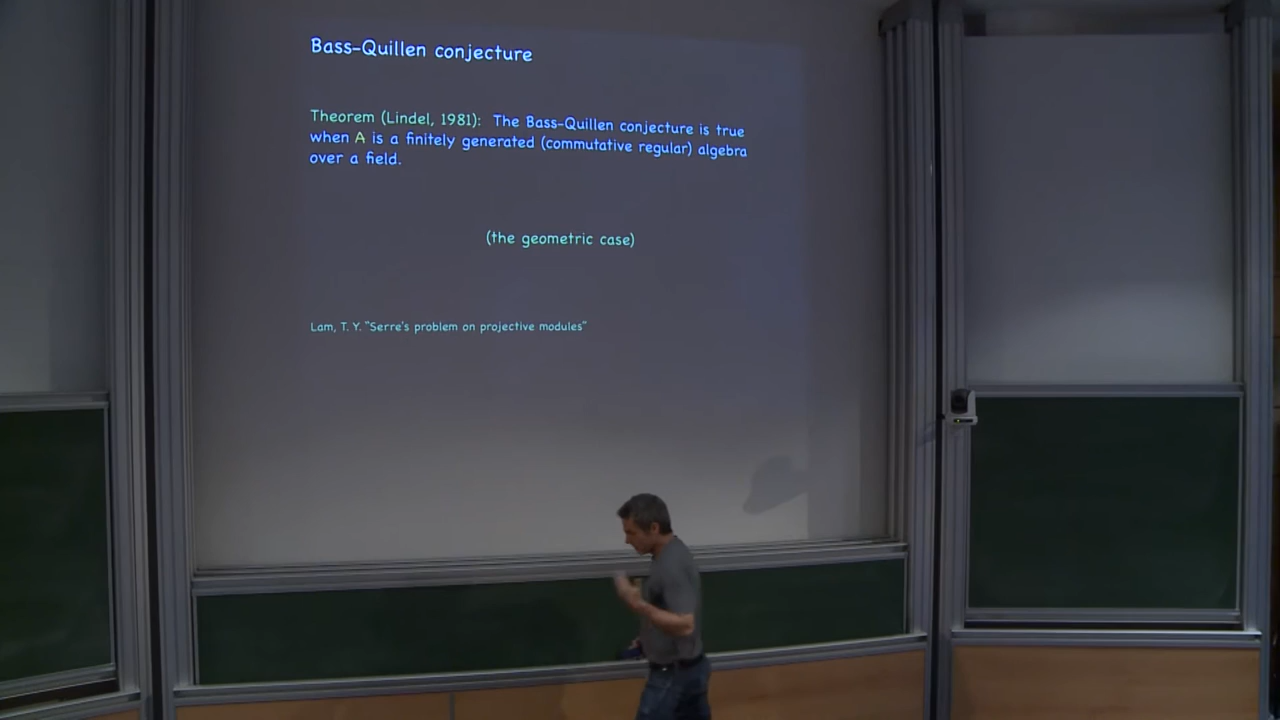 Bass-Quillen conjecture
Theorem (Lindel, 1981): The Bass-Quillen conjecture is true
when A is a finitely generated (commutative regular) algebra
over a field.
(the geometric case)
Lam, T. Y. "Serre's problem on projective modules"